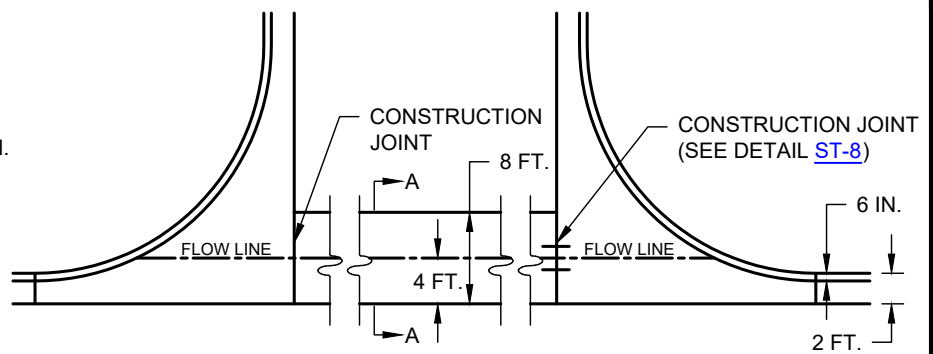 CONSTRUCTION
JOINT
CONSTRUCTION JOINT
(SEE DETAIL ST-8)
8 FT.
A
6 IN.
FLOW LINE
FLOW LINE
4 FT.
A
2 FT.